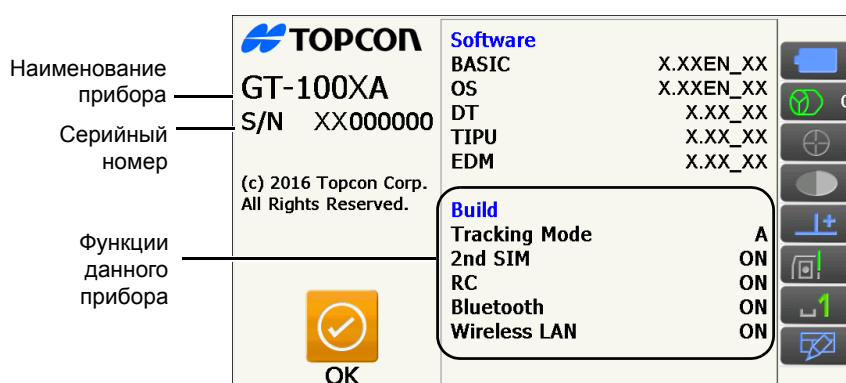 Наименование
прибора
Серийный
номер
Функции
данного
прибора
TOPCON
GT-100XA
S/N XX000000
(c) 2016 Topcon Corp.
All Rights Reserved.
OK
Software
BASIC X.XXEN_XX
OS X.XXEN_XX
DT X.XX_XX
TIPU X.XX_XX
EDM X.XX_XX
Build
Tracking Mode A
2nd SIM ON
RC ON
Bluetooth ON
Wireless LAN ON
1